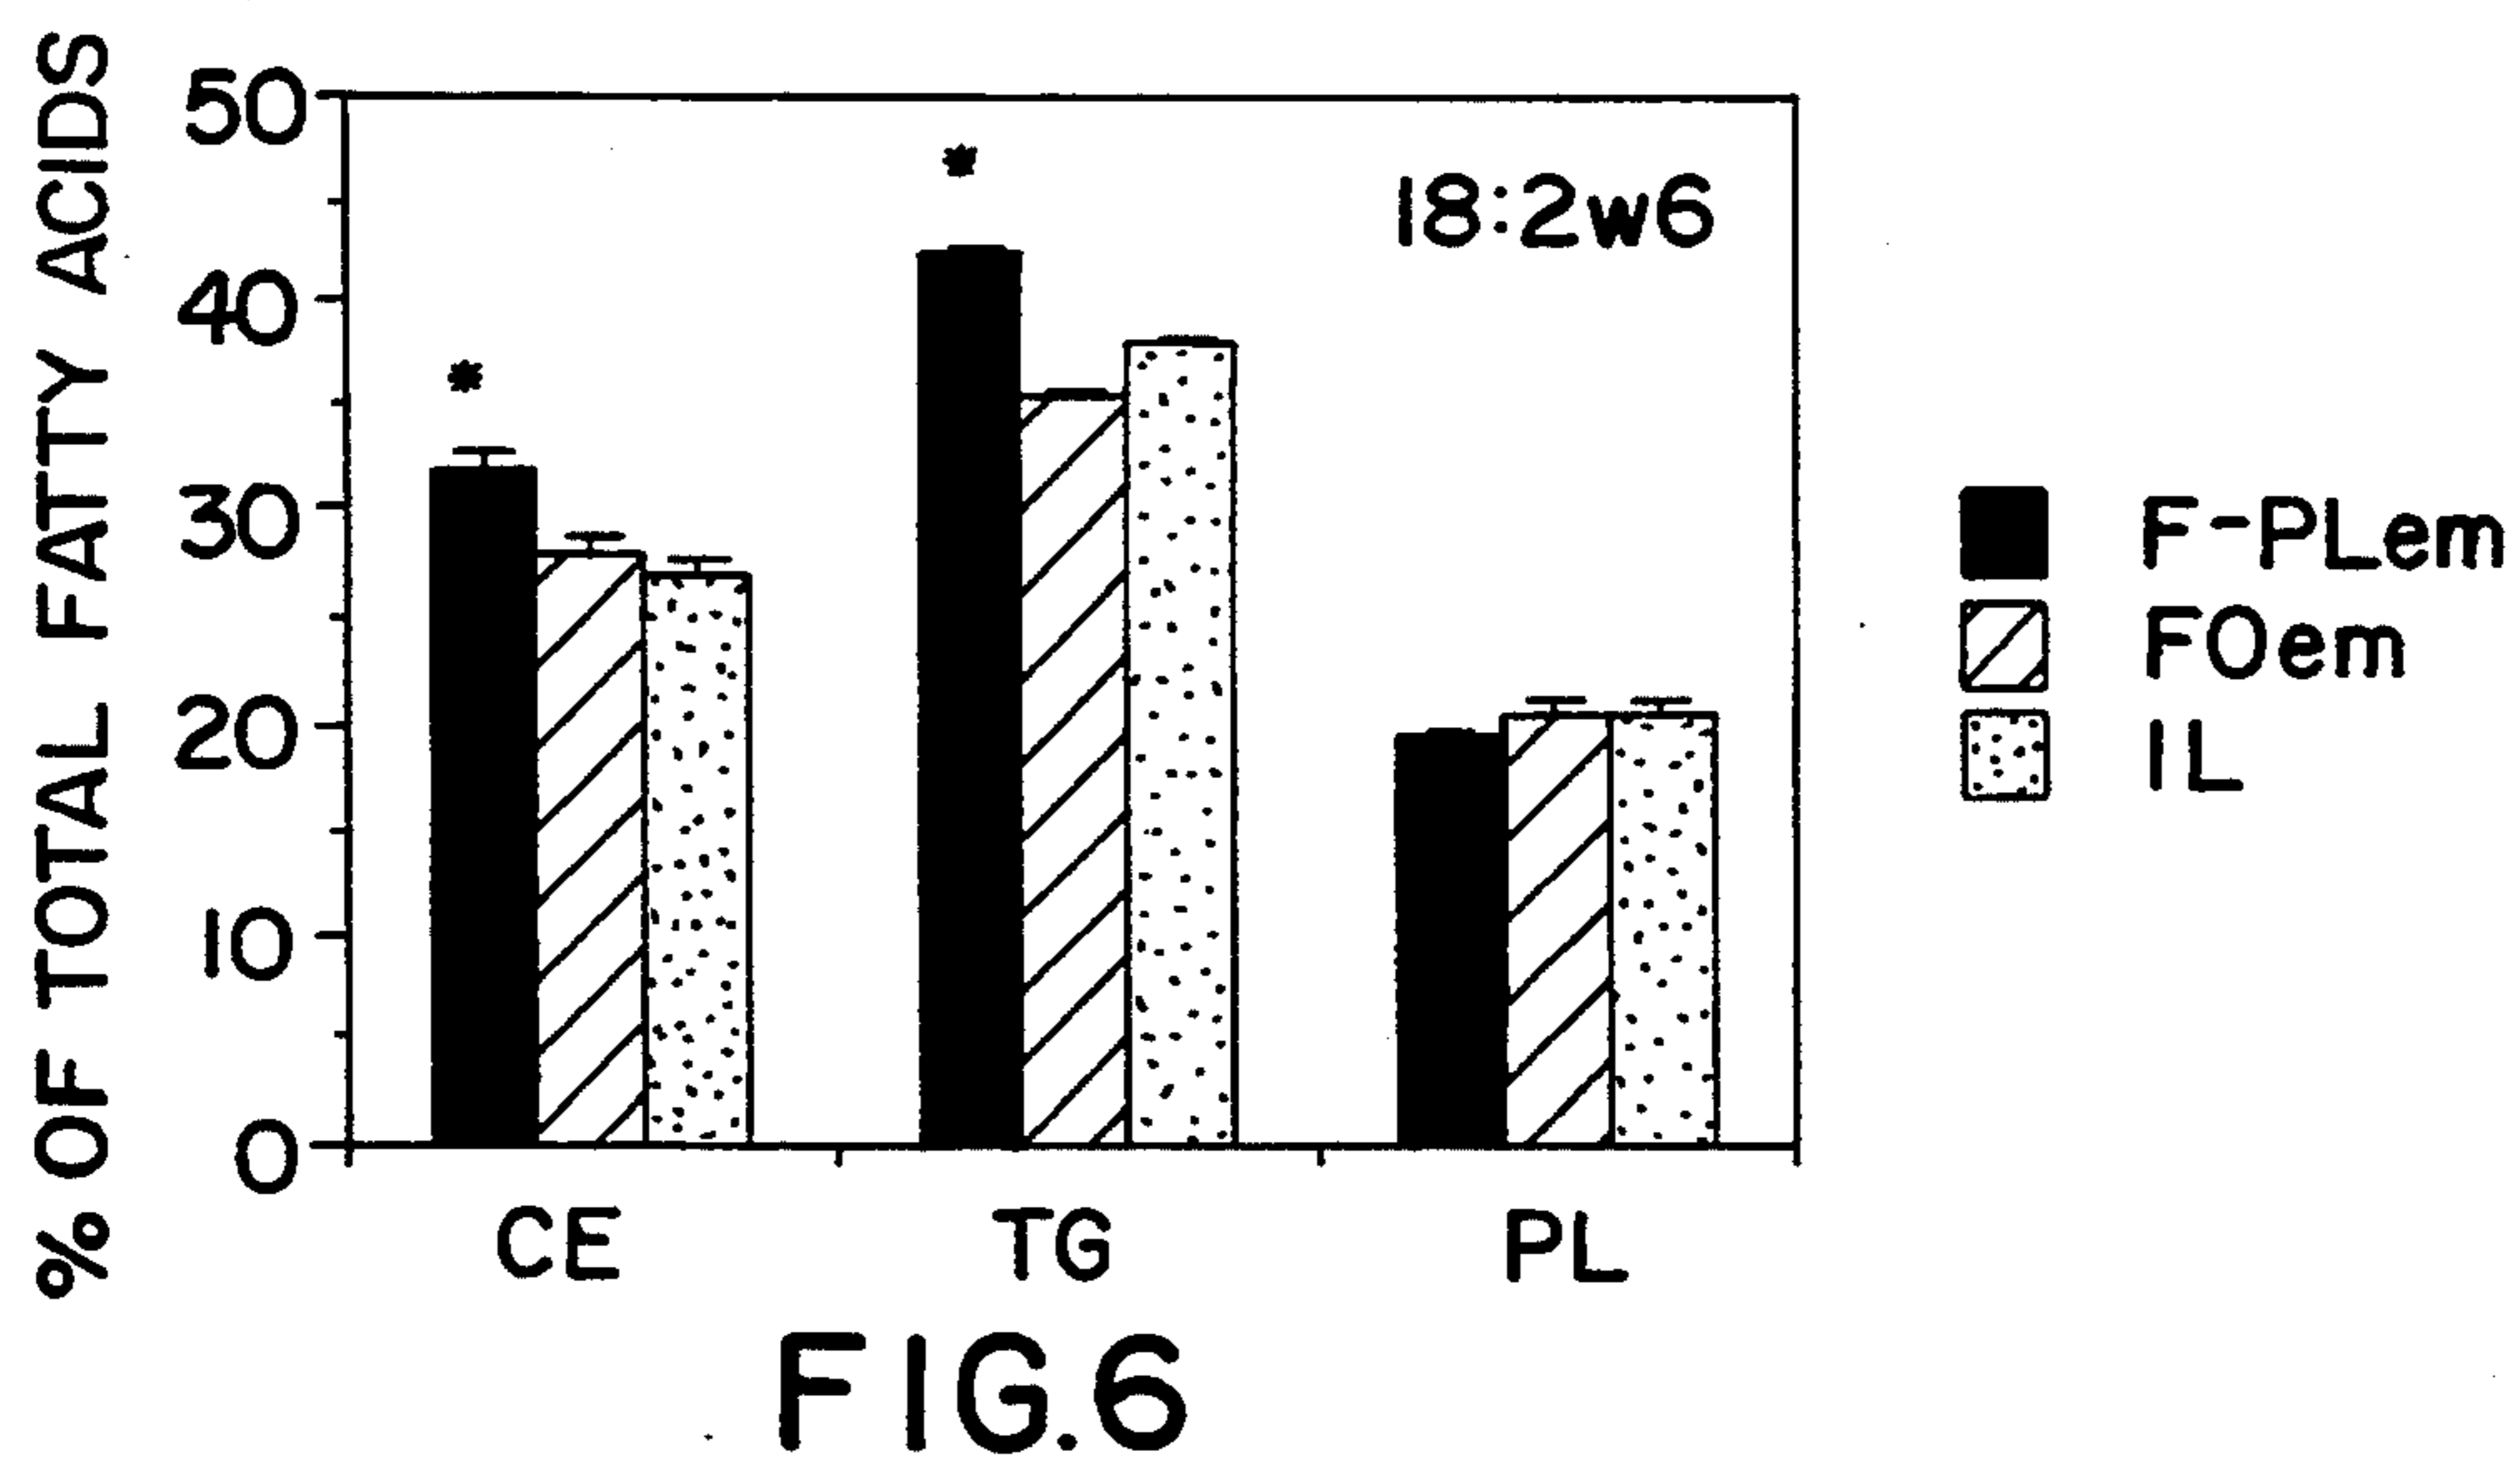 % OF TOTAL FATTY ACIDS
50
40
30
20
10
0
*
*
18:2w6
CE
TG
PL
F-PLem
FOem
IL
FIG.6